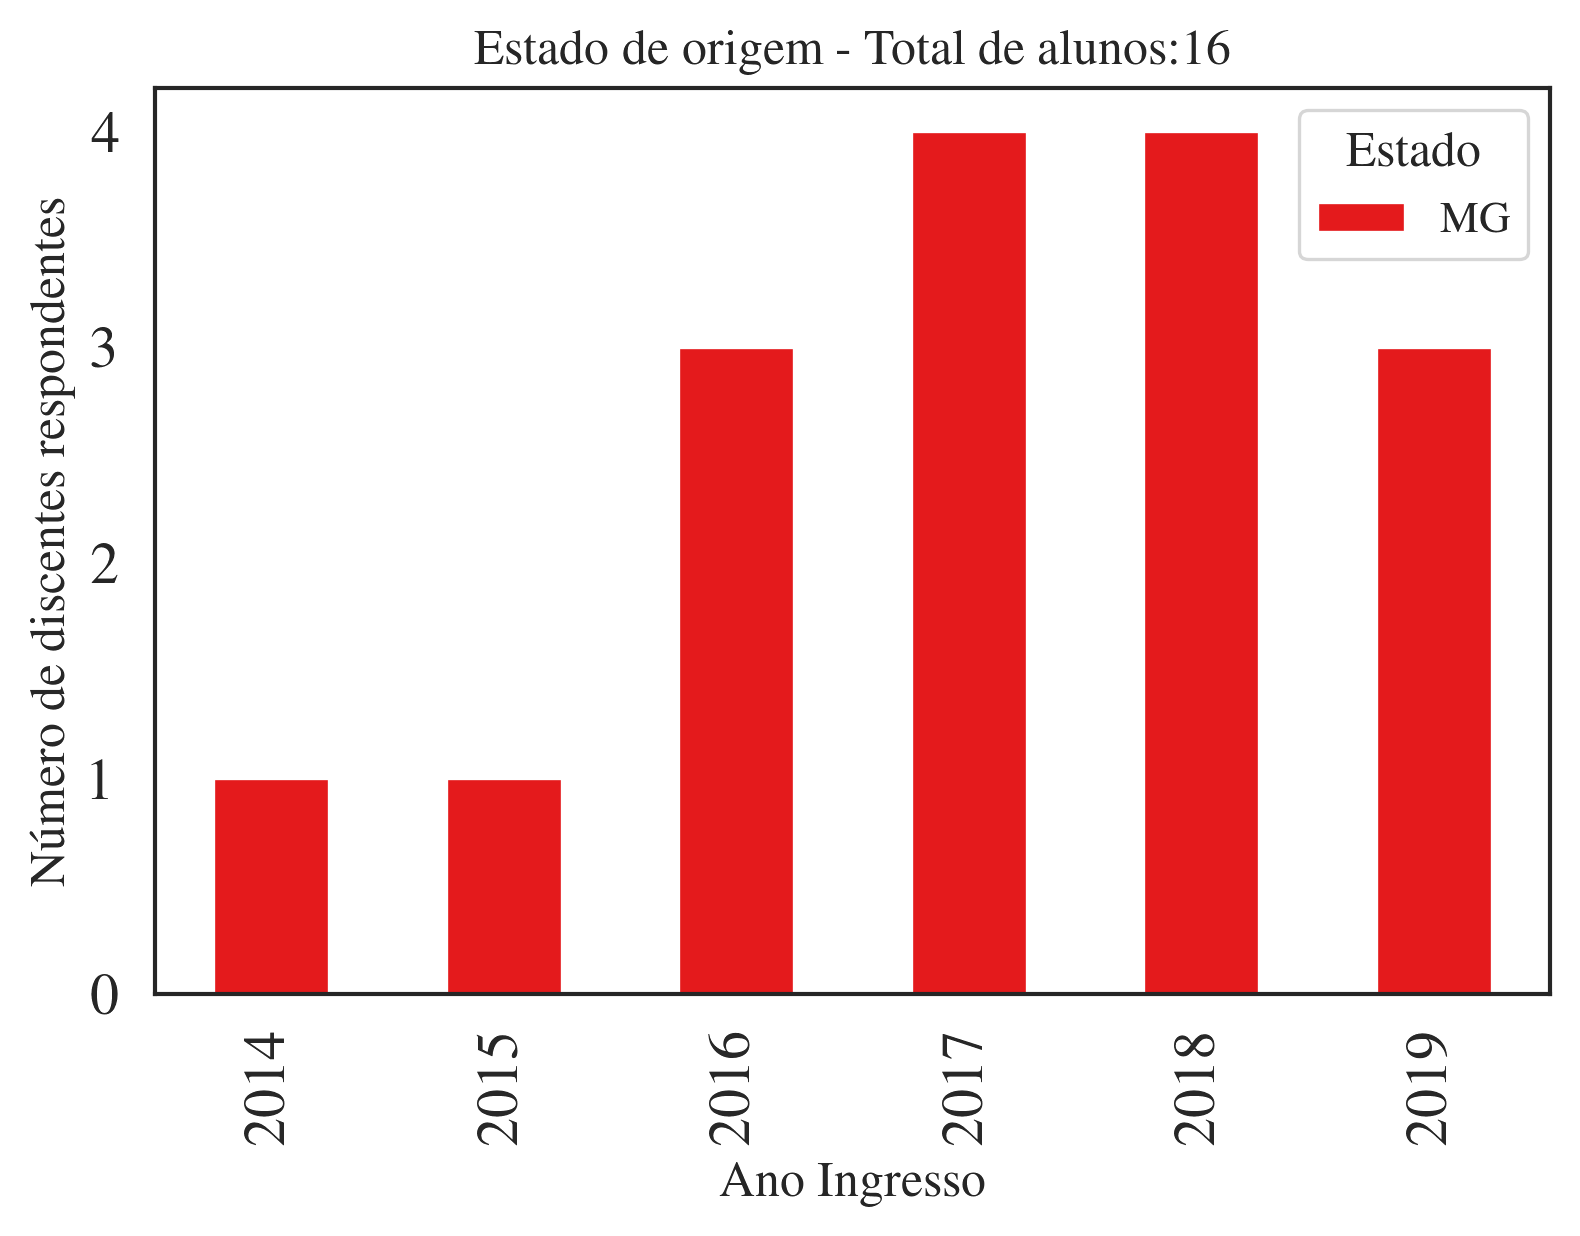 Estado de origem - Total de alunos:16
Estado
MG
Número de discentes respondentes
4
3
2
1
0
2014
2015
2016
2017
2018
2019
Ano Ingresso